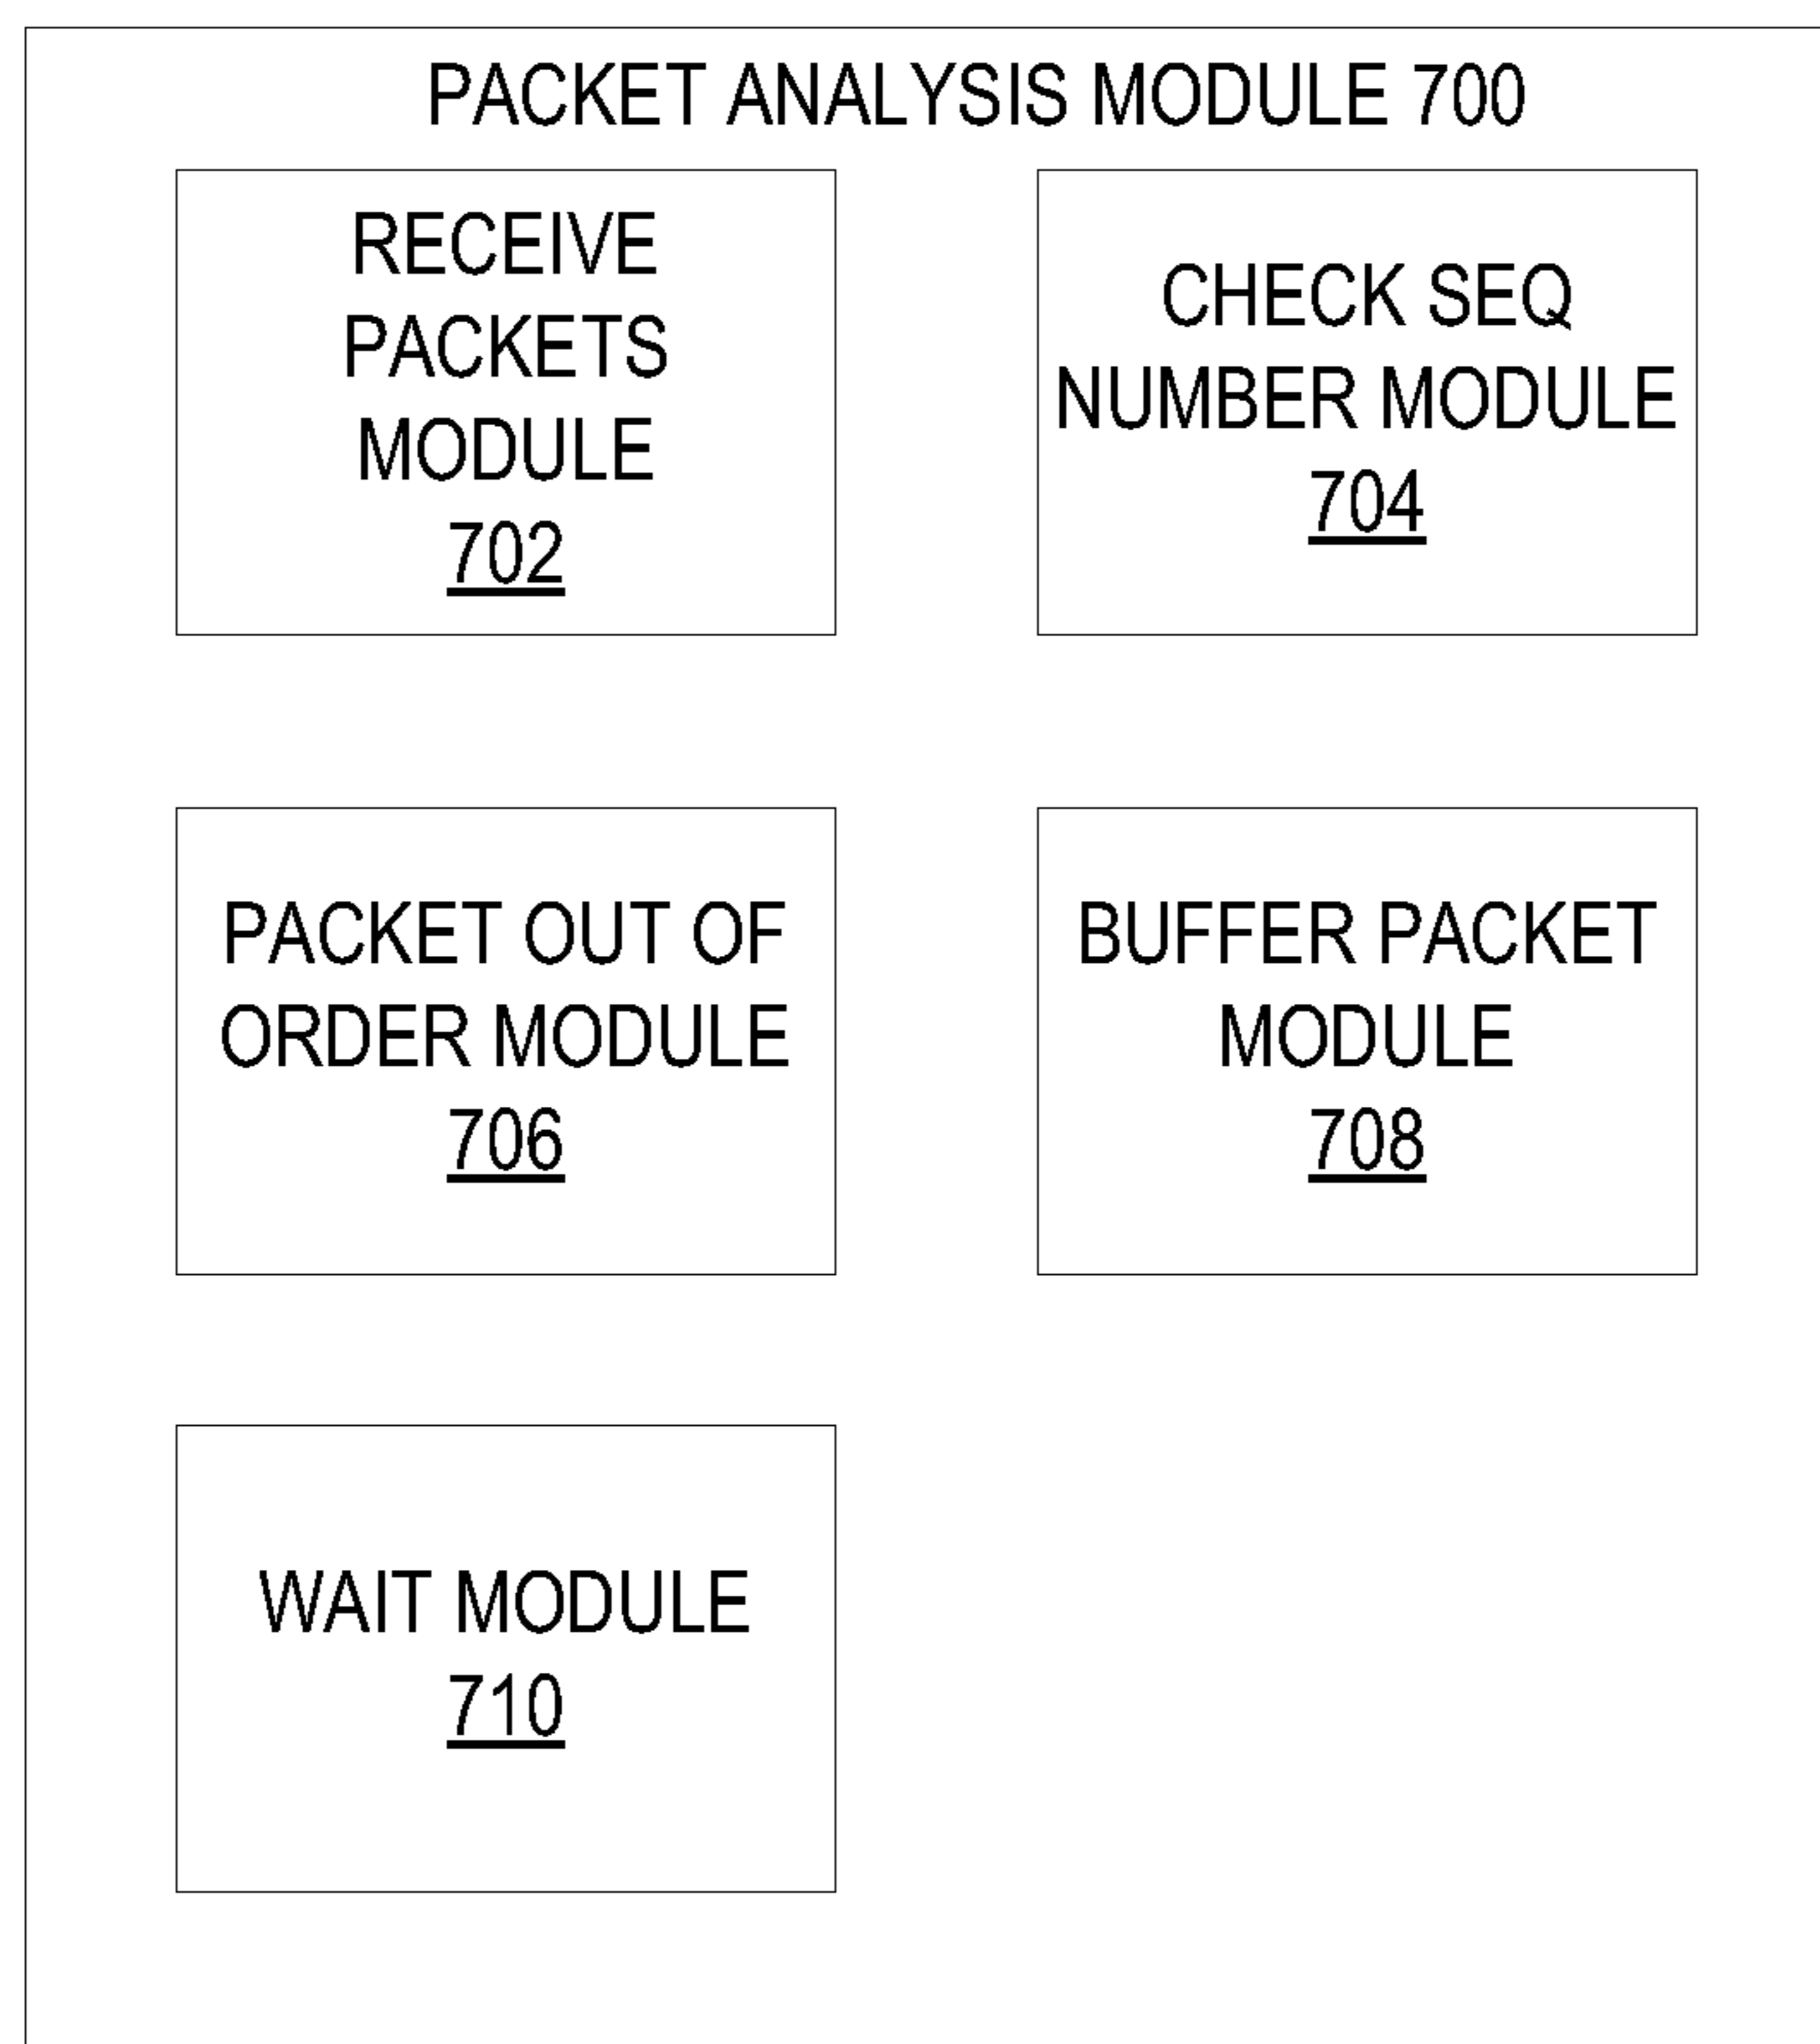 PACKET ANALYSIS MODULE 700
RECEIVE
PACKETS
MODULE
702
CHECK SEQ
NUMBER MODULE
704
PACKET OUT OF
ORDER MODULE
706
BUFFER PACKET
MODULE
708
WAIT MODULE
710